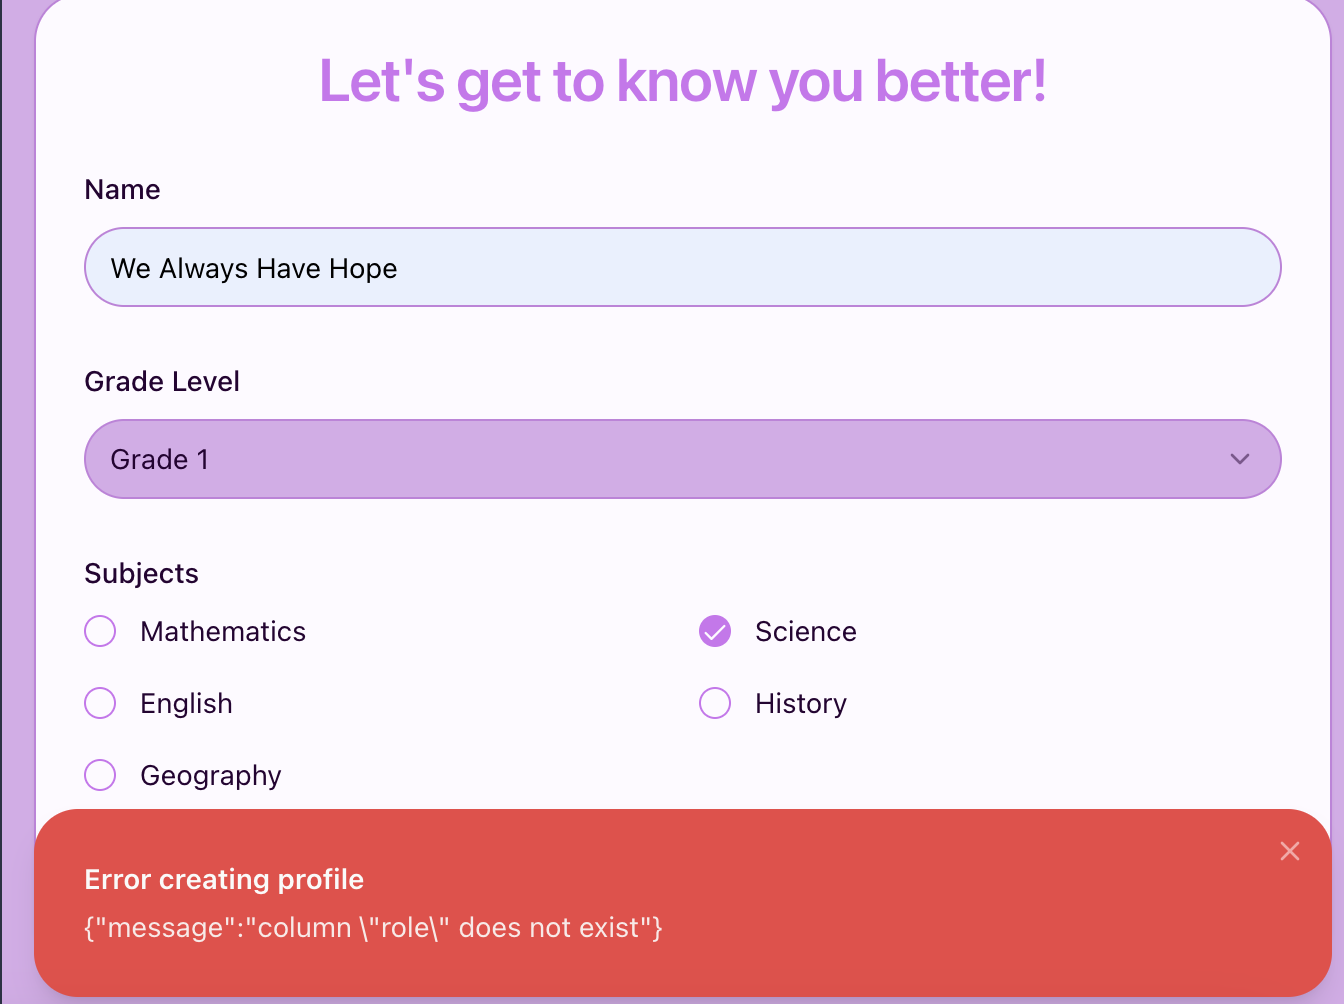 Let's get to know you better!
Name
We Always Have Hope
Grade Level
Grade 1
Subjects
Mathematics
Science
English
History
Geography
Error creating profile
{"message":"column \"role\" does not exist"}